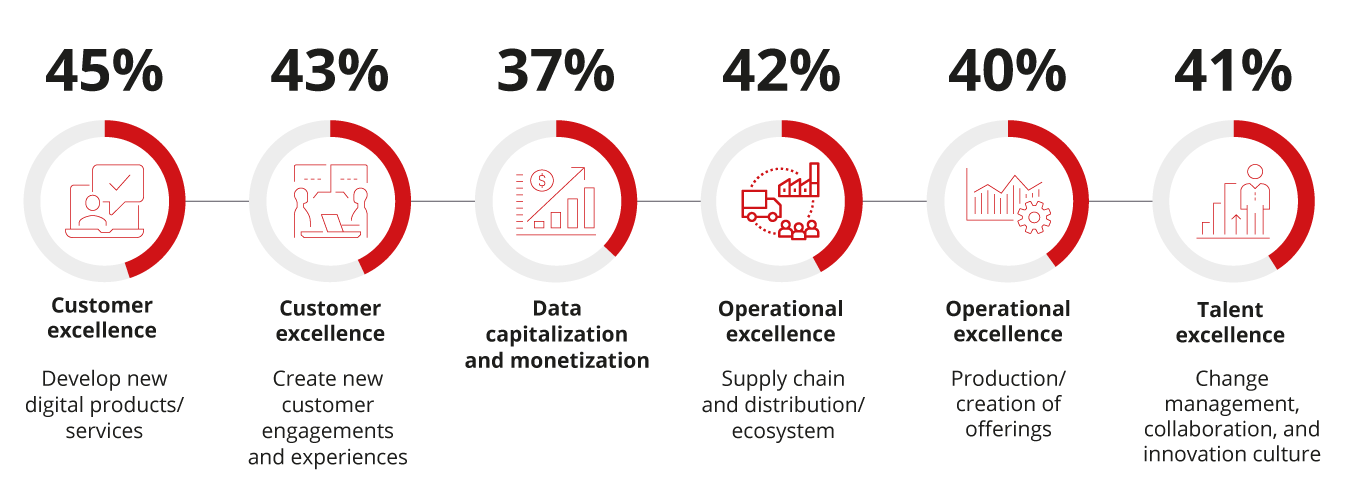 45%
43%
37%
42%
40%
41%
$
Customer
excellence
Develop new
digital products/
services
Customer
excellence
Create new
customer
engagements
and experiences
Data
capitalization
and monetization
Operational
excellence
Supply chain
and distribution/
ecosystem
Operational
excellence
Production/
creation of
offerings
Talent
excellence
Change
management,
collaboration, and
innovation culture